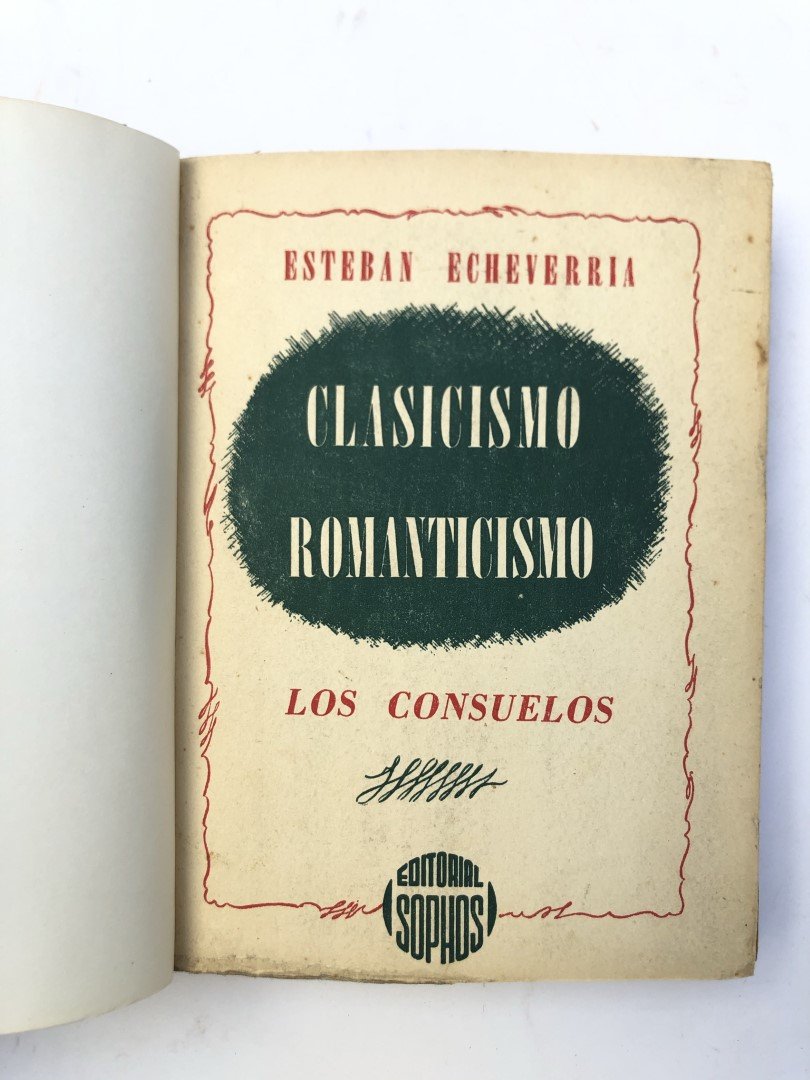 ESTEBAN ECHEVERRIA
CLASICISMO
ROMANTICISMO
LOS CONSUELOS
EDITORIAL
SOPHOS